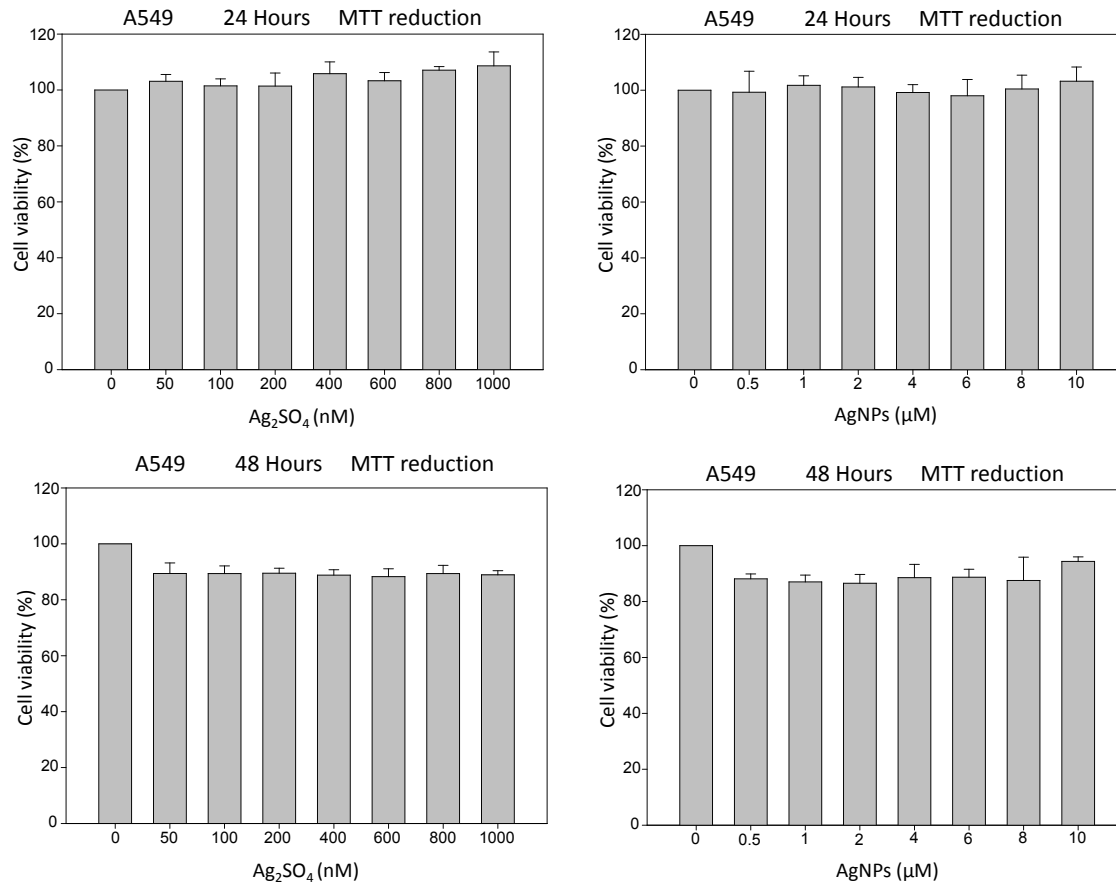 A549 24 Hours MTT reduction
120
100
80
60
40
20
0
Cell viability (%)
0 50 100 200 400 600 800 1000
Ag₂SO₄ (nM)
A549 24 Hours MTT reduction
120
100
80
60
40
20
0
Cell viability (%)
0 0.5 1 2 4 6 8 10
AgNPs (µM)
A549 48 Hours MTT reduction
120
100
80
60
40
20
0
Cell viability (%)
0 50 100 200 400 600 800 1000
Ag₂SO₄ (nM)
A549 48 Hours MTT reduction
120
100
80
60
40
20
0
Cell viability (%)
0 0.5 1 2 4 6 8 10
AgNPs (µM)